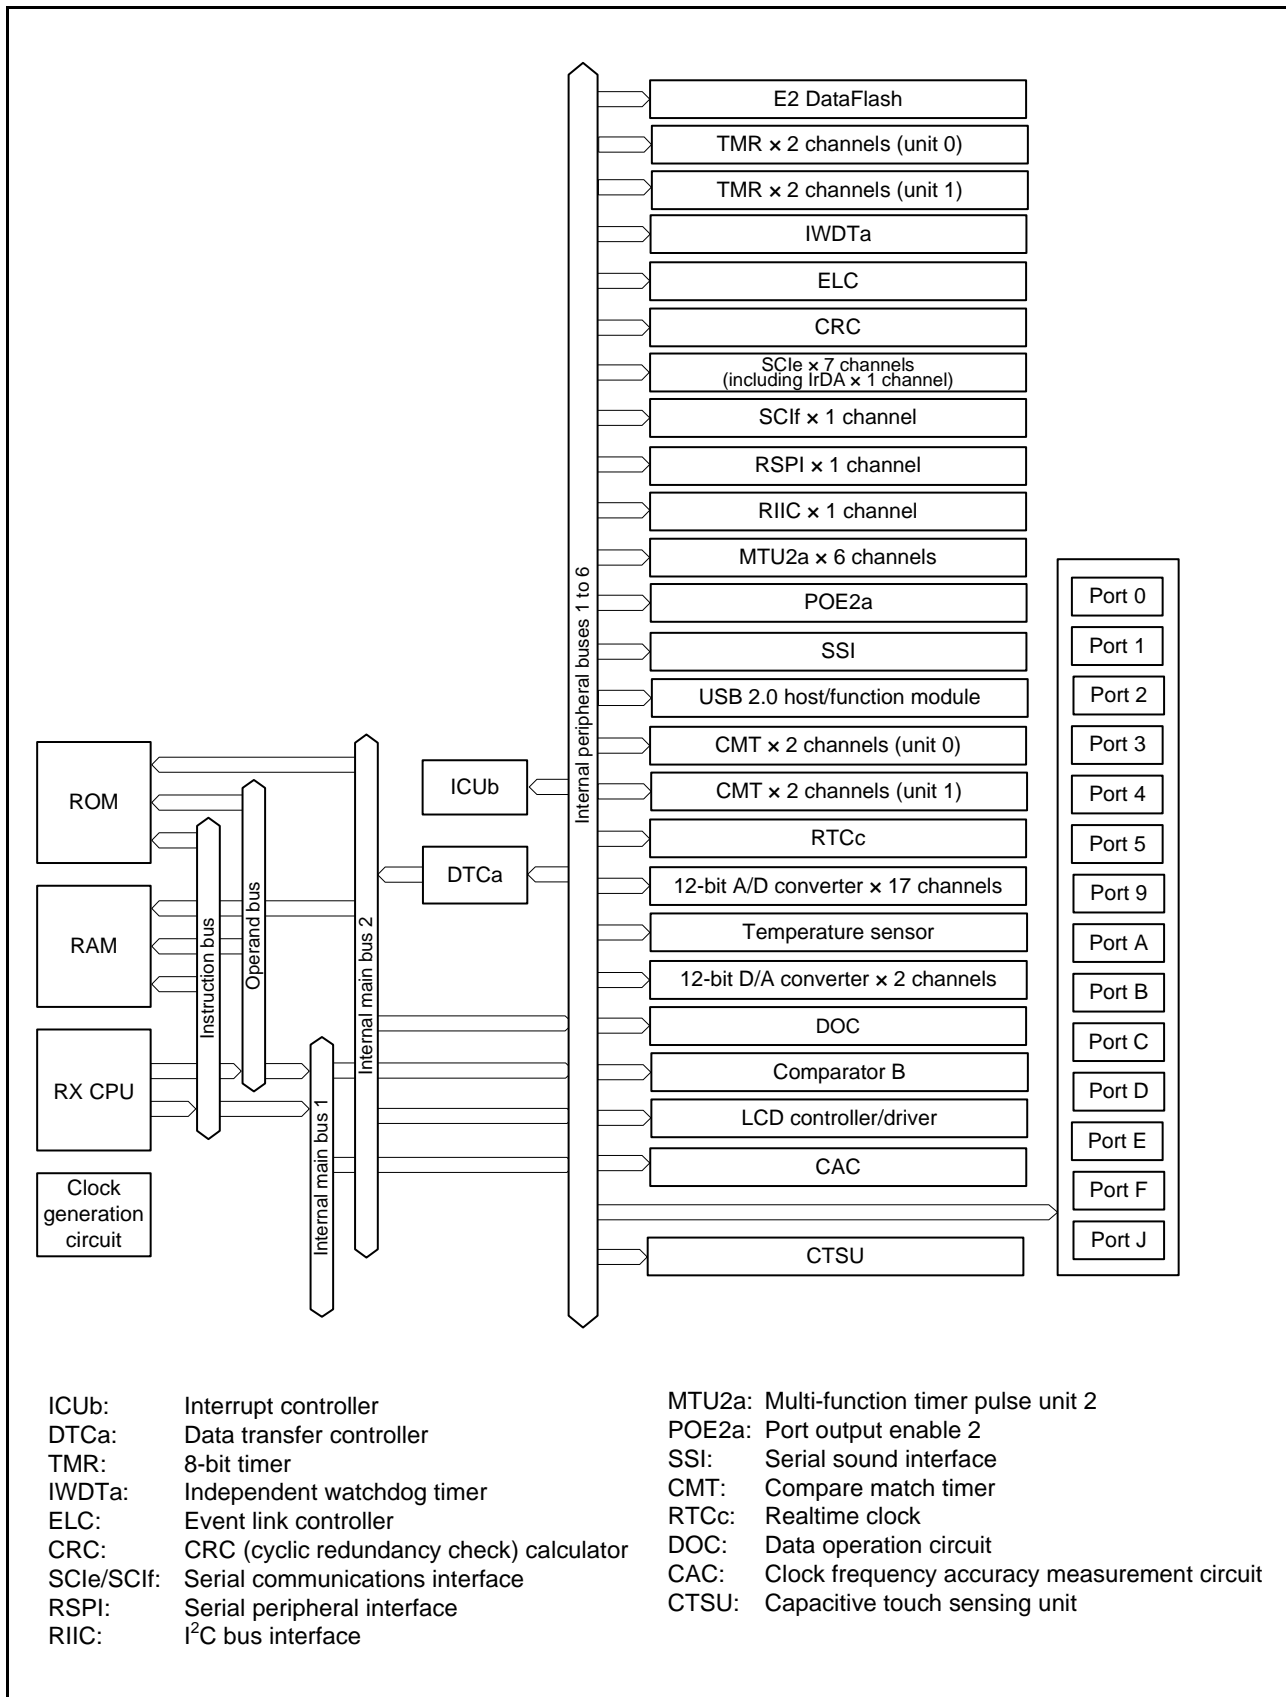 E2 DataFlash
TMR × 2 channels (unit 0)
TMR × 2 channels (unit 1)
IWDTa
ELC
CRC
SCIe × 7 channels
(including IrDA × 1 channel)
SCIf × 1 channel
RSPI × 1 channel
RIIC × 1 channel
MTU2a × 6 channels
POE2a
SSI
USB 2.0 host/function module
CMT × 2 channels (unit 0)
CMT × 2 channels (unit 1)
RTCc
12-bit A/D converter × 17 channels
Temperature sensor
12-bit D/A converter × 2 channels
DOC
Comparator B
LCD controller/driver
CAC
CTSU
Port 0
Port 1
Port 2
Port 3
Port 4
Port 5
Port 9
Port A
Port B
Port C
Port D
Port E
Port F
Port J
Internal peripheral buses 1 to 6
ICUb
DTCa
Internal main bus 2
Internal main bus 1
Operand bus
Instruction bus
ROM
RAM
RX CPU
Clock
generation
circuit
ICUb: Interrupt controller
DTCa: Data transfer controller
TMR: 8-bit timer
IWDTa: Independent watchdog timer
ELC: Event link controller
CRC: CRC (cyclic redundancy check) calculator
SCIe/SCIf: Serial communications interface
RSPI: Serial peripheral interface
RIIC: I²C bus interface
MTU2a: Multi-function timer pulse unit 2
POE2a: Port output enable 2
SSI: Serial sound interface
CMT: Compare match timer
RTCc: Realtime clock
DOC: Data operation circuit
CAC: Clock frequency accuracy measurement circuit
CTSU: Capacitive touch sensing unit